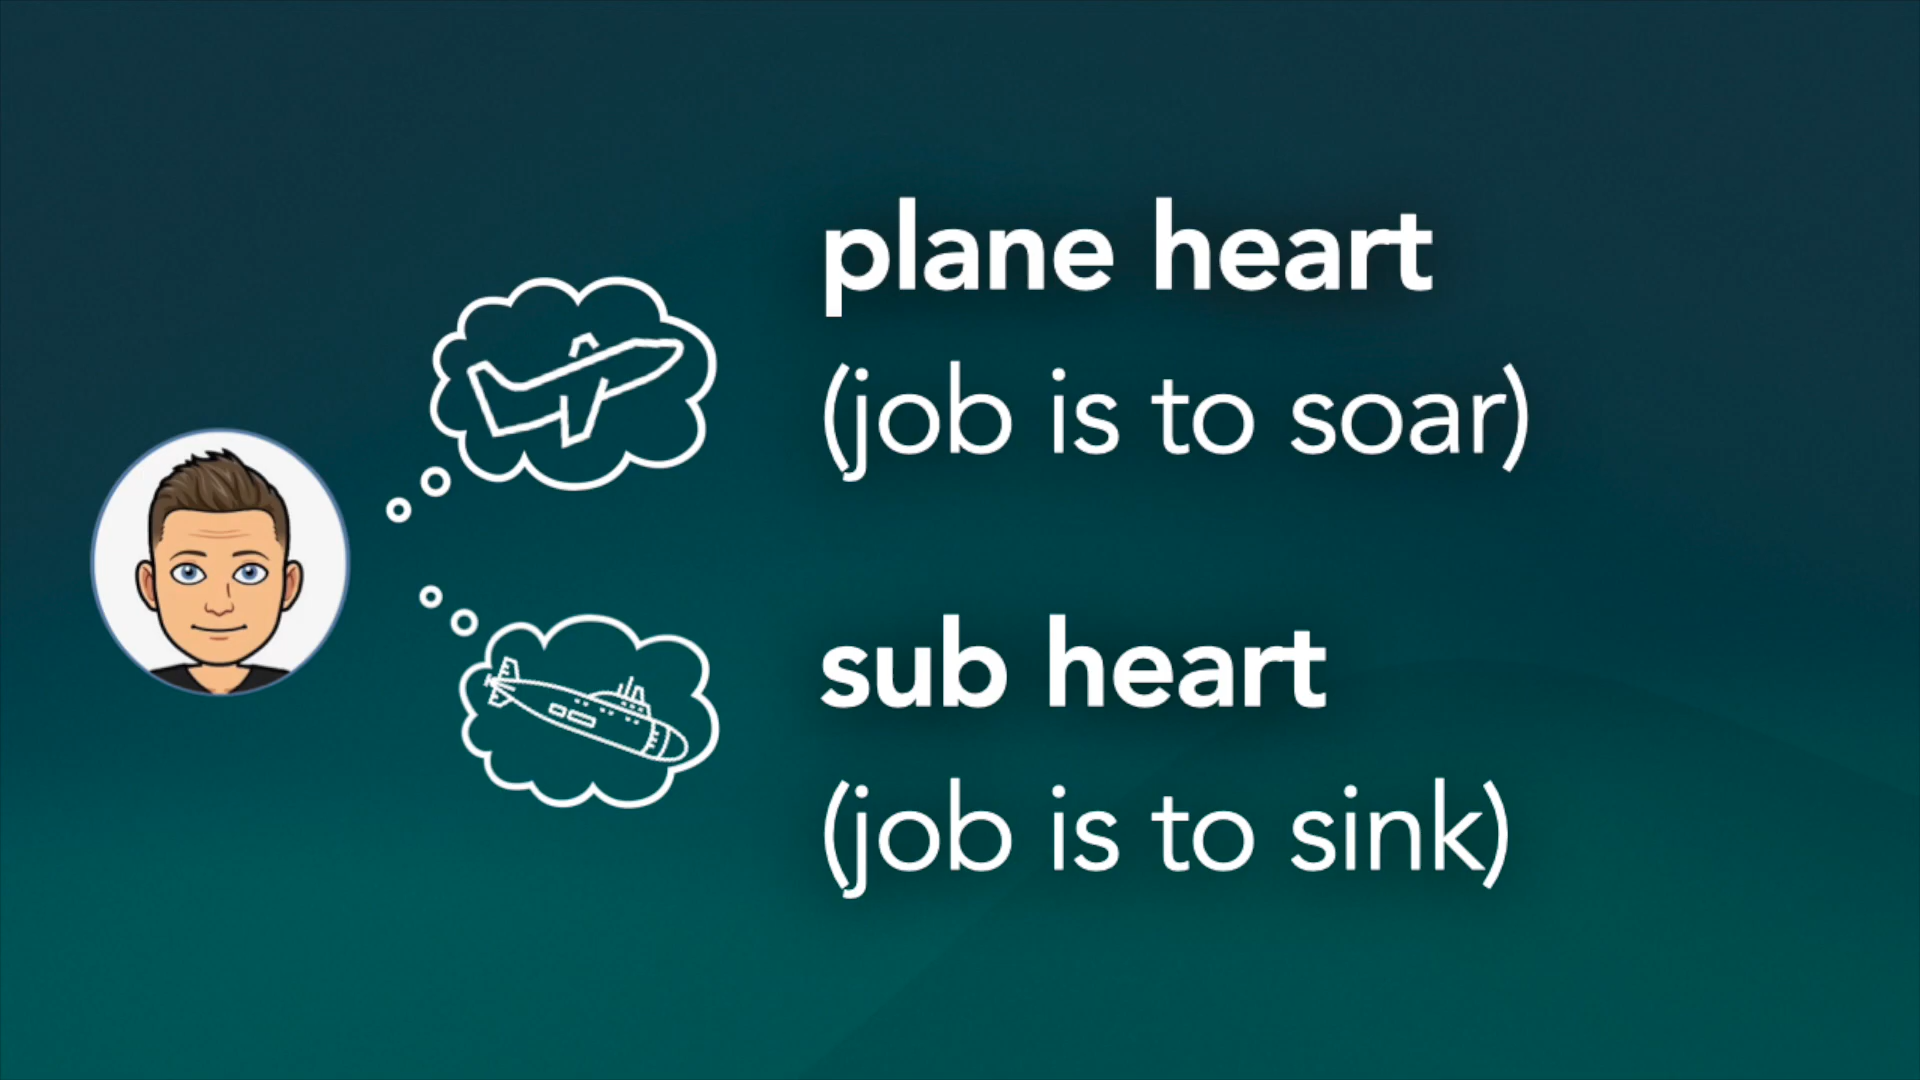 plane heart
(job is to soar)
sub heart
(job is to sink)